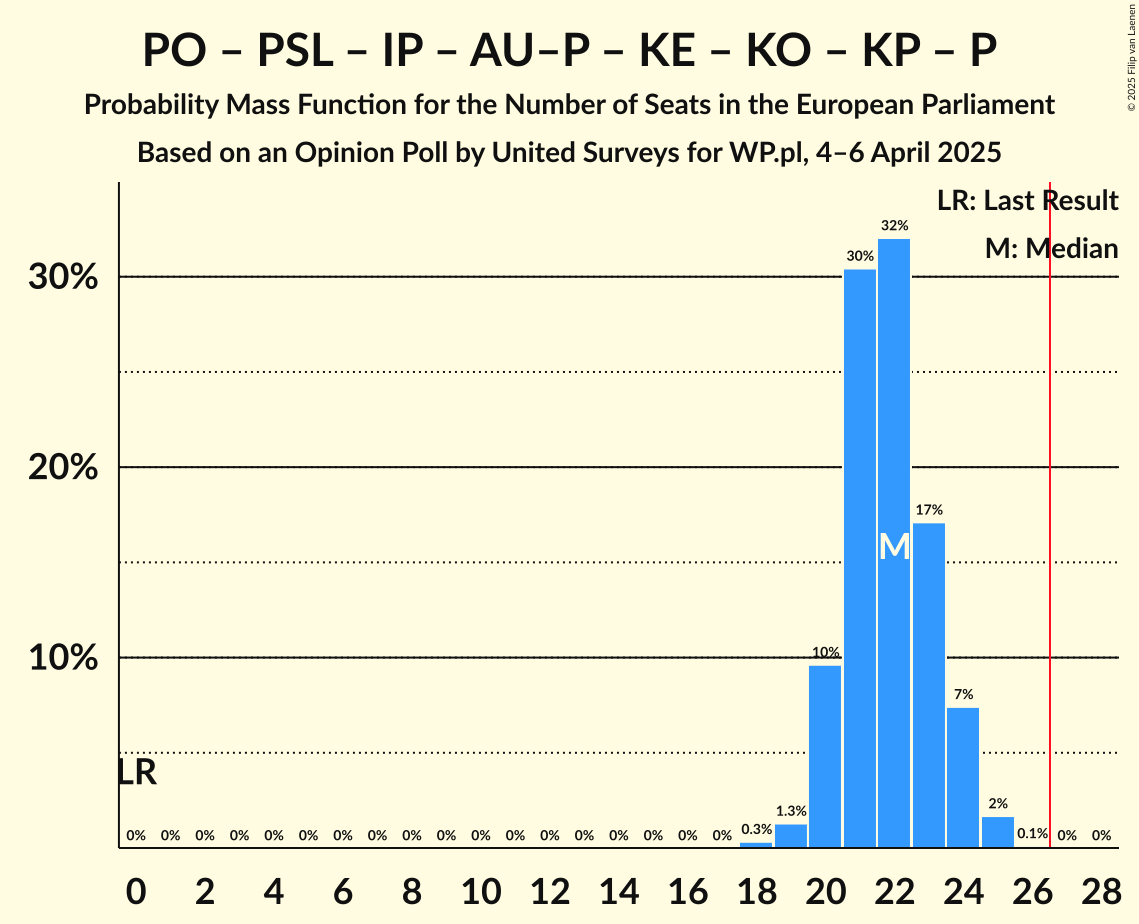 PO – PSL – IP – AU–P – KE – KO – KP – P
Probability Mass Function for the Number of Seats in the European Parliament
Based on an Opinion Poll by United Surveys for WP.pl, 4–6 April 2025
© 2025 Filip van Laenen
LR: Last Result
M: Median
30%
20%
10%
32%
30%
17%
10%
7%
2%
1.3%
0.3%
0.1%
M
LR
0% 0% 0% 0% 0% 0% 0% 0% 0% 0% 0% 0% 0% 0% 0% 0% 0% 0% 0% 0%
0 2 4 6 8 10 12 14 16 18 20 22 24 26 28